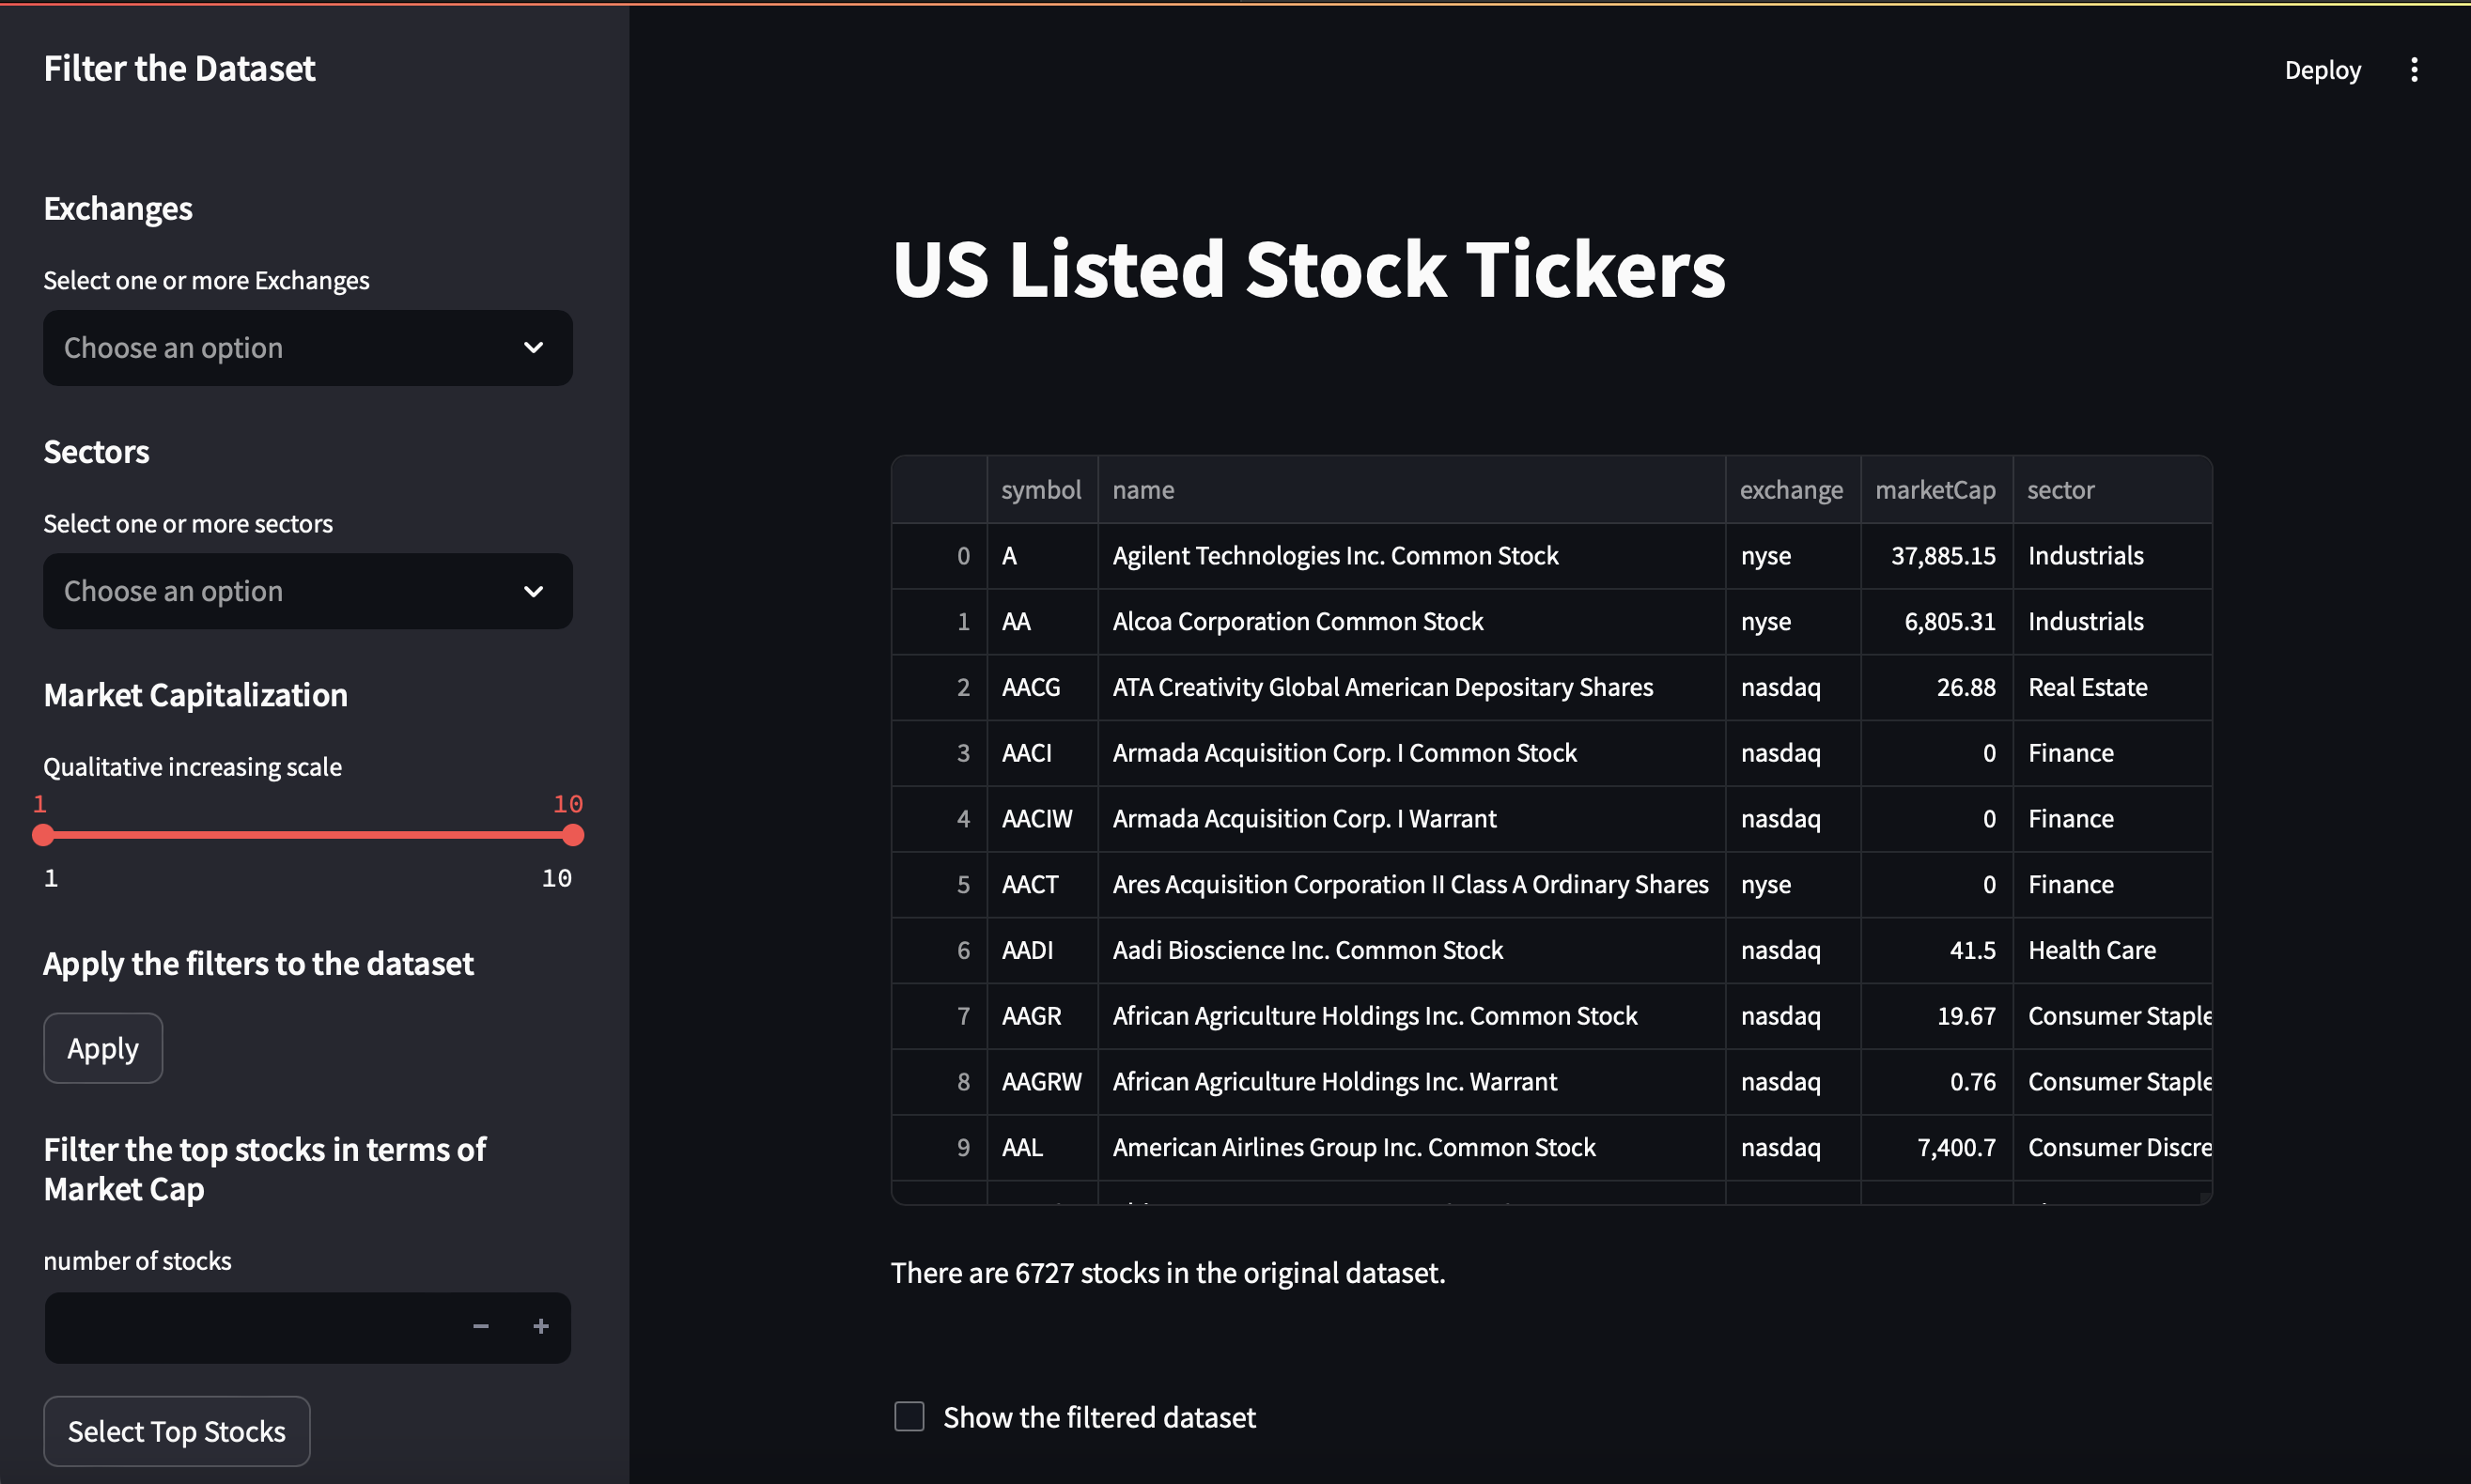 Filter the Dataset
Exchanges
Select one or more Exchanges
Choose an option
Sectors
Select one or more sectors
Choose an option
Market Capitalization
Qualitative increasing scale
1 10
1 10
Apply the filters to the dataset
Apply
Filter the top stocks in terms of
Market Cap
number of stocks
− +
Select Top Stocks
Deploy
US Listed Stock Tickers
symbol name exchange marketCap sector
0 A Agilent Technologies Inc. Common Stock nyse 37,885.15 Industrials
1 AA Alcoa Corporation Common Stock nyse 6,805.31 Industrials
2 AACG ATA Creativity Global American Depositary Shares nasdaq 26.88 Real Estate
3 AACI Armada Acquisition Corp. I Common Stock nasdaq 0 Finance
4 AACIW Armada Acquisition Corp. I Warrant nasdaq 0 Finance
5 AACT Ares Acquisition Corporation II Class A Ordinary Shares nyse 0 Finance
6 AADI Aadi Bioscience Inc. Common Stock nasdaq 41.5 Health Care
7 AAGR African Agriculture Holdings Inc. Common Stock nasdaq 19.67 Consumer Staple
8 AAGRW African Agriculture Holdings Inc. Warrant nasdaq 0.76 Consumer Staple
9 AAL American Airlines Group Inc. Common Stock nasdaq 7,400.7 Consumer Discre
There are 6727 stocks in the original dataset.
Show the filtered dataset